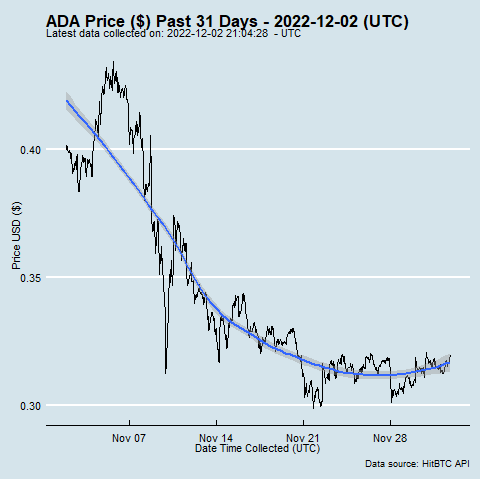 ADA Price ($) Past 31 Days - 2022-12-02 (UTC)
Latest data collected on: 2022-12-02 21:04:28 - UTC
Price USD ($)
0.40
0.35
0.30
Nov 07
Nov 14
Nov 21
Nov 28
Date Time Collected (UTC)
Data source: HitBTC API